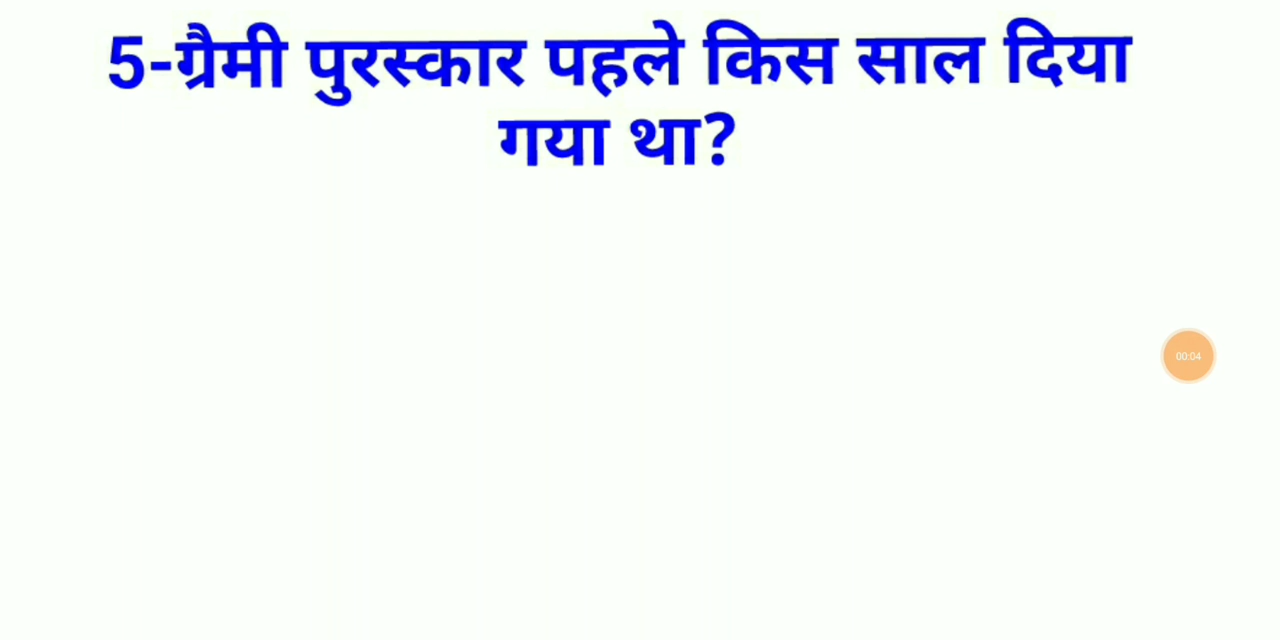 5-ग्रैमी पुरस्कार पहले किस साल दिया
गया था?
00:04